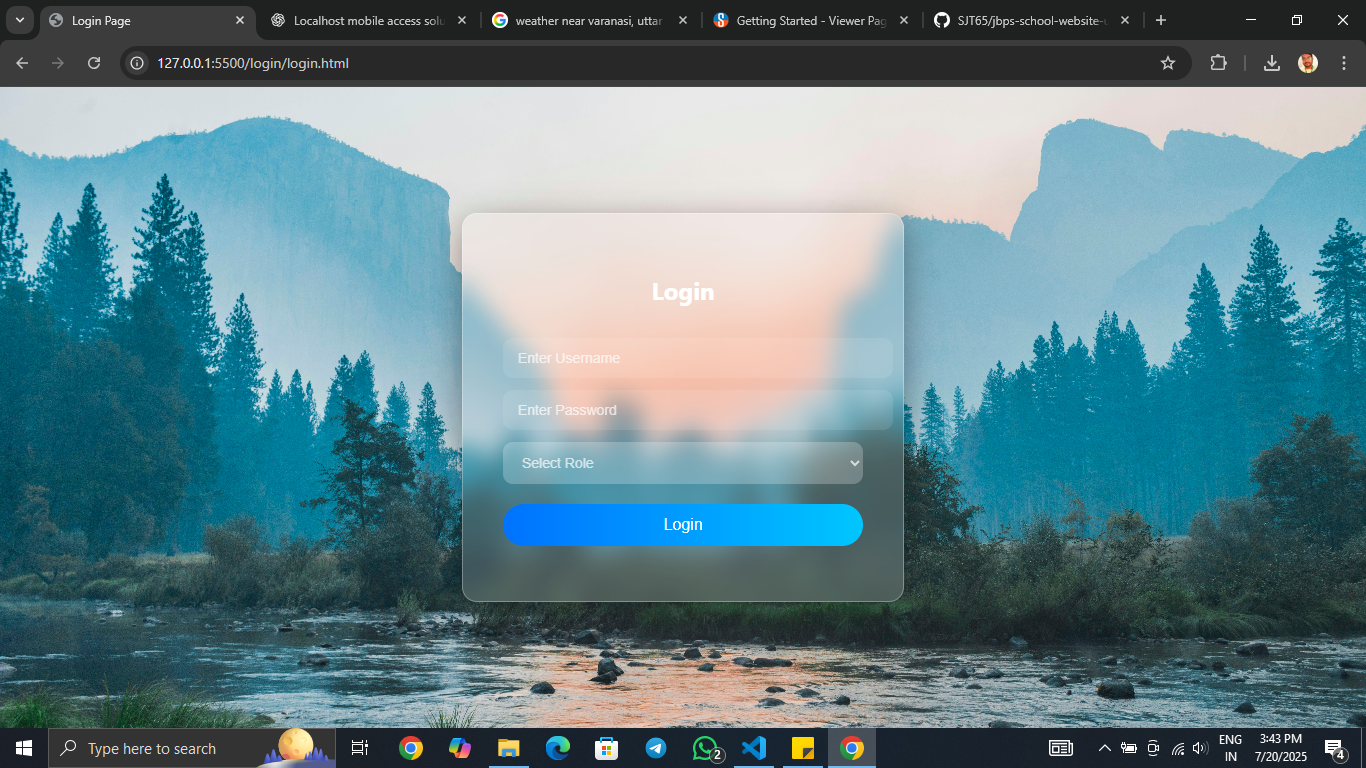 Login Page
Localhost mobile access solu
weather near varanasi, uttar
Getting Started - Viewer Pag
SJT65/jbps-school-website-u
127.0.0.1:5500/login/login.html
Login
Enter Username
Enter Password
Select Role
Login
Type here to search
2
ENG
IN
3:43 PM
7/20/2025
4